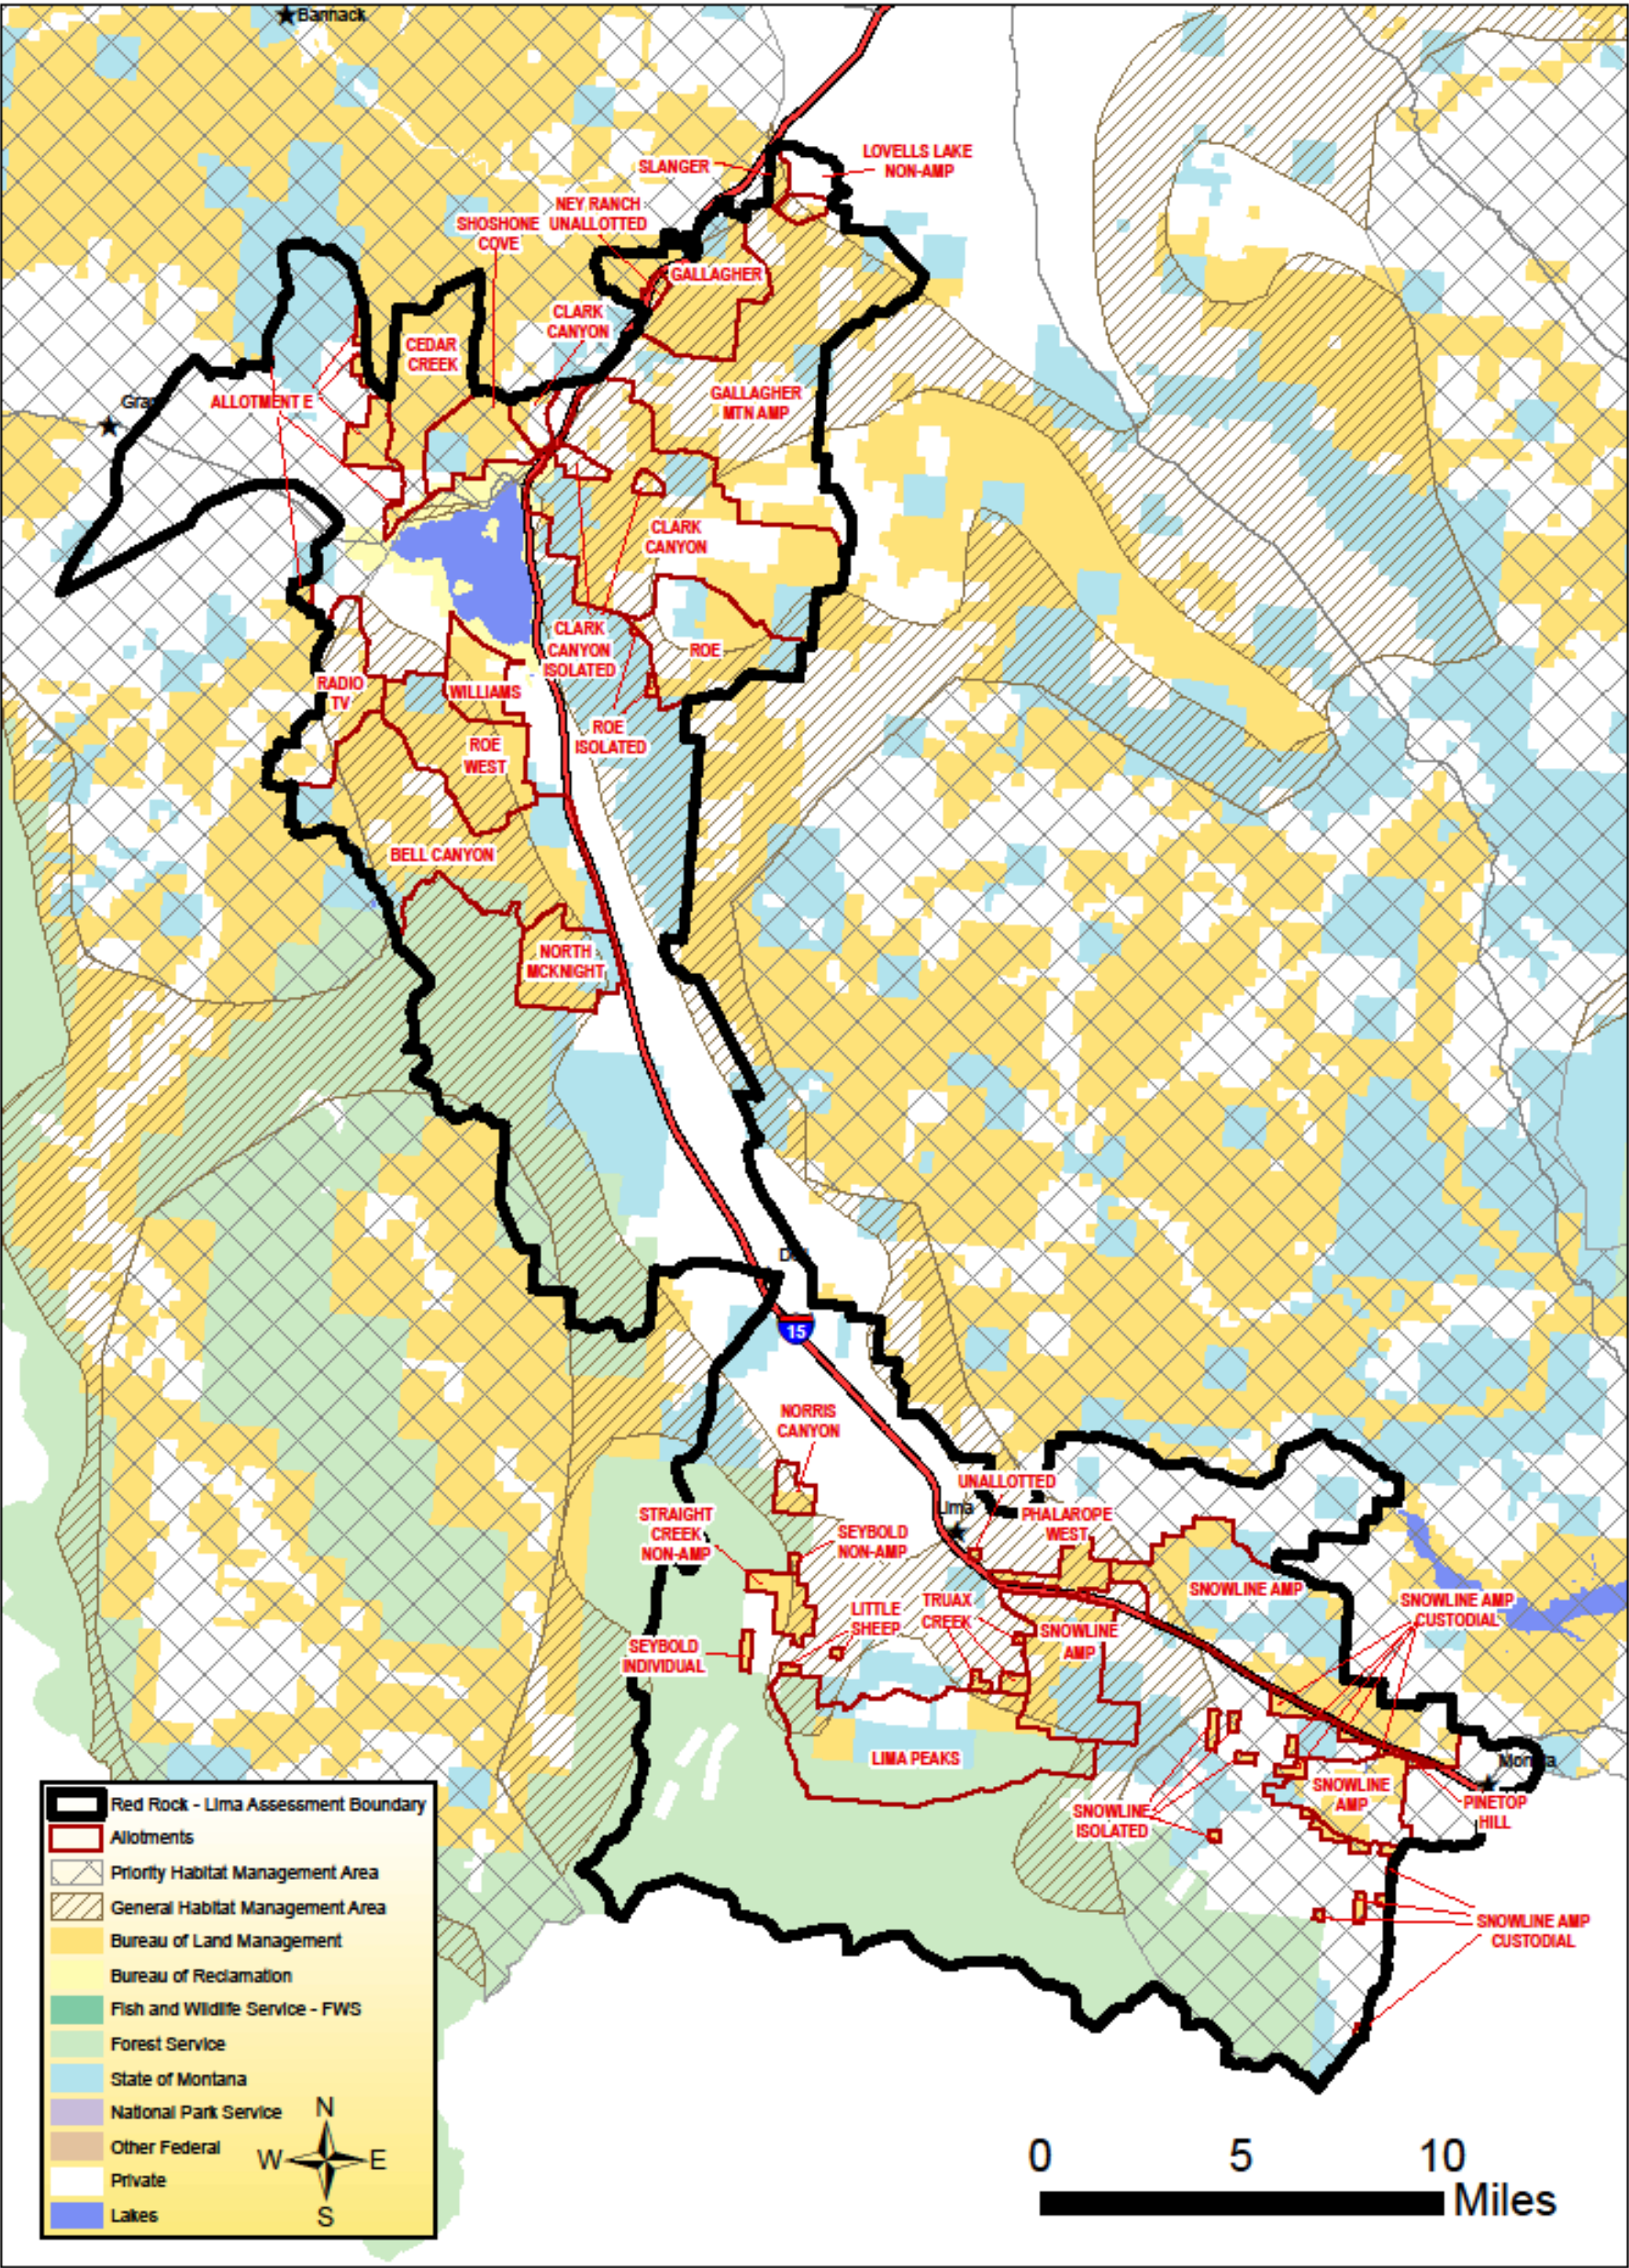 Bannack
SLANGER
LOVELLS LAKE
NON-AMP
NEY RANCH
UNALLOTTED
SHOSHONE
COVE
GALLAGHER
CLARK
CANYON
CEDAR
CREEK
GALLAGHER
MTN AMP
ALLOTMENT E
CLARK
CANYON
CLARK
CANYON
ISOLATED
ROE
RADIO
TV
WILLIAMS
ROE
ISOLATED
ROE
WEST
BELL CANYON
NORTH
MCKNIGHT
15
NORRIS
CANYON
UNALLOTTED
Lima
PHALAROPE
WEST
STRAIGHT
CREEK
NON-AMP
SEYBOLD
NON-AMP
SNOWLINE AMP
SNOWLINE AMP
CUSTODIAL
TRUAX
CREEK
LITTLE
SHEEP
SNOWLINE
AMP
SEYBOLD
INDIVIDUAL
LIMA PEAKS
SNOWLINE
AMP
PINETOP
HILL
SNOWLINE
ISOLATED
SNOWLINE AMP
CUSTODIAL
Red Rock - Lima Assessment Boundary
Allotments
Priority Habitat Management Area
General Habitat Management Area
Bureau of Land Management
Bureau of Reclamation
Fish and Wildlife Service - FWS
Forest Service
State of Montana
National Park Service
Other Federal
Private
Lakes
N
W E
S
0 5 10
Miles